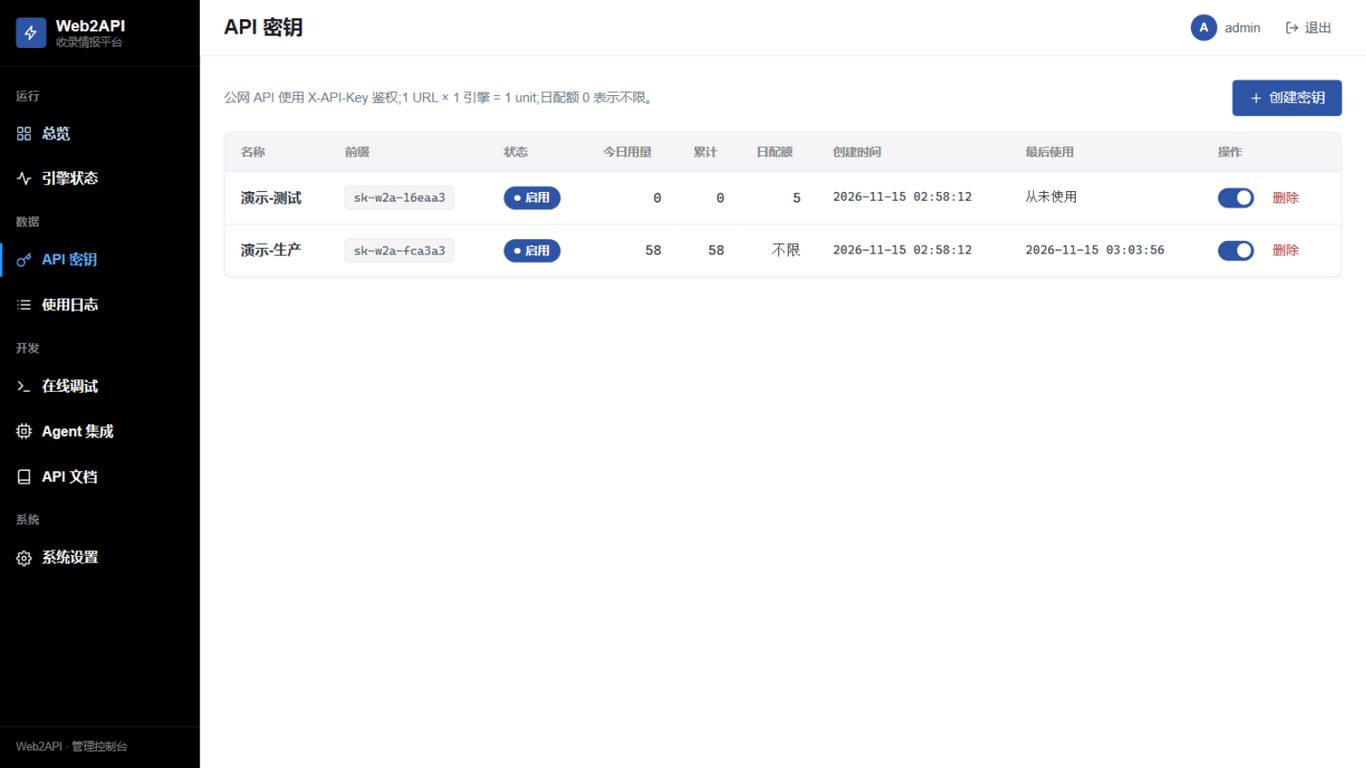 Web2API
收录情报平台
运行
总览
引擎状态
数据
API 密钥
使用日志
开发
在线调试
Agent 集成
API 文档
系统
系统设置
Web2API · 管理控制台
API 密钥
A admin 退出
公网 API 使用 X-API-Key 鉴权;1 URL × 1 引擎 = 1 unit;日配额 0 表示不限。
+ 创建密钥
名称 前缀 状态 今日用量 累计 日配额 创建时间 最后使用 操作
演示-测试 sk-w2a-16eaa3 启用 0 0 5 2026-11-15 02:58:12 从未使用 删除
演示-生产 sk-w2a-fca3a3 启用 58 58 不限 2026-11-15 02:58:12 2026-11-15 03:03:56 删除